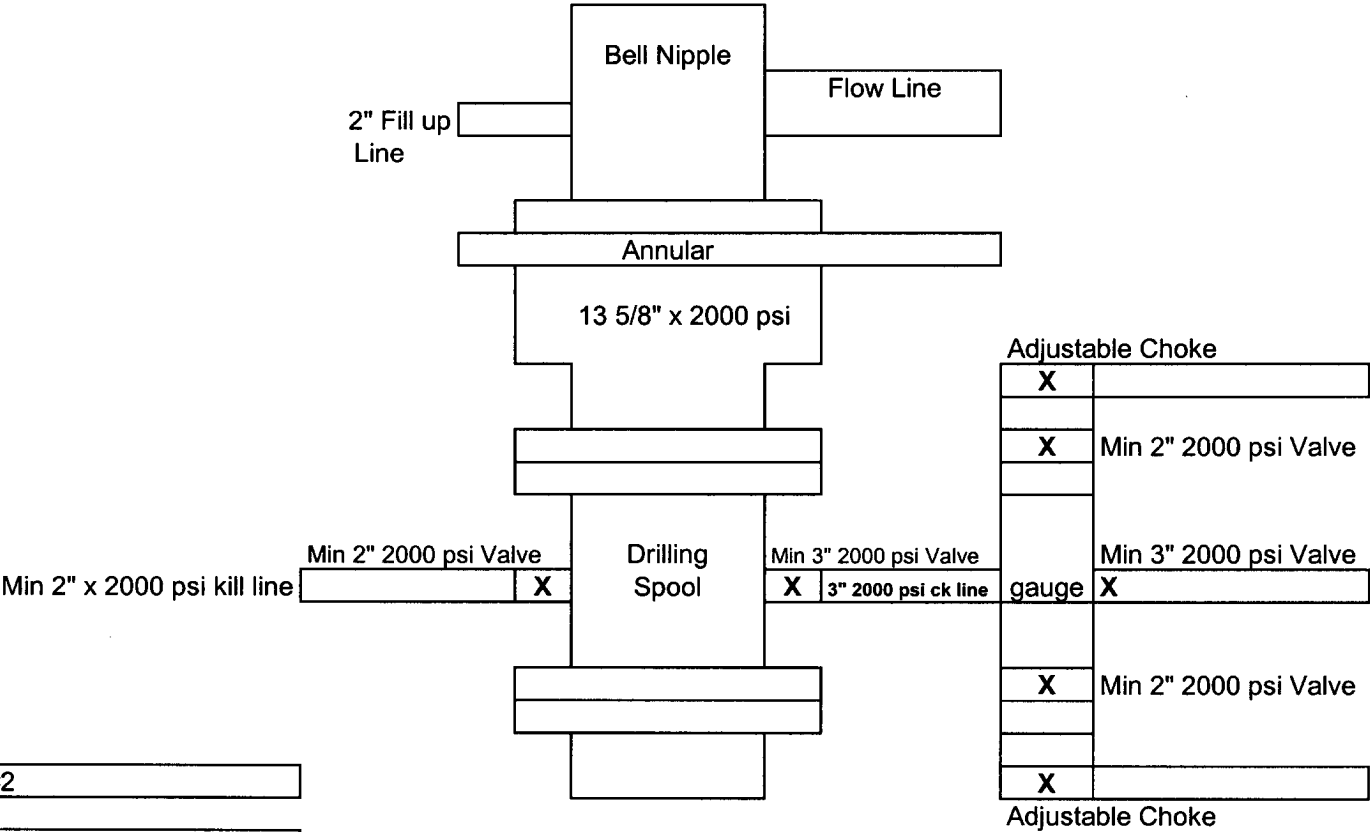 Bell Nipple
Flow Line
2" Fill up
Line
Annular
13 5/8" x 2000 psi
Adjustable Choke
X
X Min 2" 2000 psi Valve
Min 2" 2000 psi Valve
Drilling
Spool
Min 3" 2000 psi Valve
Min 3" 2000 psi Valve
Min 2" x 2000 psi kill line
X
X
3" 2000 psi ck line
gauge
X
X Min 2" 2000 psi Valve
2
X
Adjustable Choke